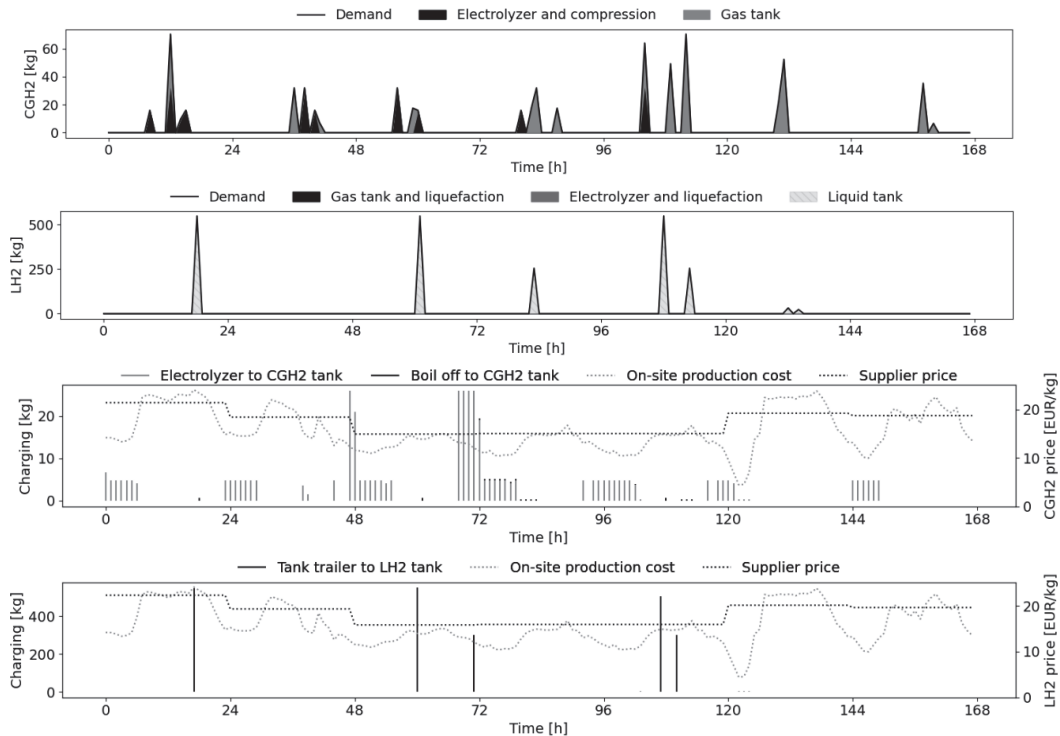 Demand Electrolyzer and compression Gas tank
CGH2 [kg]
60
40
20
0
0 24 48 72 96 120 144 168
Time [h]
Demand Gas tank and liquefaction Electrolyzer and liquefaction Liquid tank
LH2 [kg]
500
250
0
0 24 48 72 96 120 144 168
Time [h]
Electrolyzer to CGH2 tank Boil off to CGH2 tank On-site production cost Supplier price
Charging [kg]
20
10
0
20
10
0
CGH2 price [EUR/kg]
0 24 48 72 96 120 144 168
Time [h]
Tank trailer to LH2 tank On-site production cost Supplier price
Charging [kg]
400
200
0
20
10
0
LH2 price [EUR/kg]
0 24 48 72 96 120 144 168
Time [h]